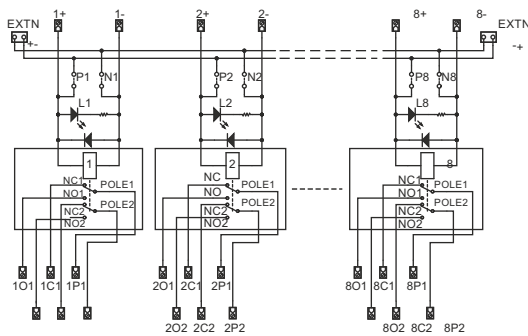 1+ 1- 2+ 2- 8+ 8-
EXTN EXTN
+- -+
P1 N1 P2 N2 P8 N8
L1 L2 L8
1 2 8
NC1 NC NC1
POLE1 POLE1 POLE1
NO1 NO NO1
NC2 POLE2 NC2 POLE2 NC2 POLE2
NO2 NO2 NO2
1O1 1C1 1P1 2O1 2C1 2P1 8O1 8C1 8P1
2O2 2C2 2P2 8O2 8C2 8P2